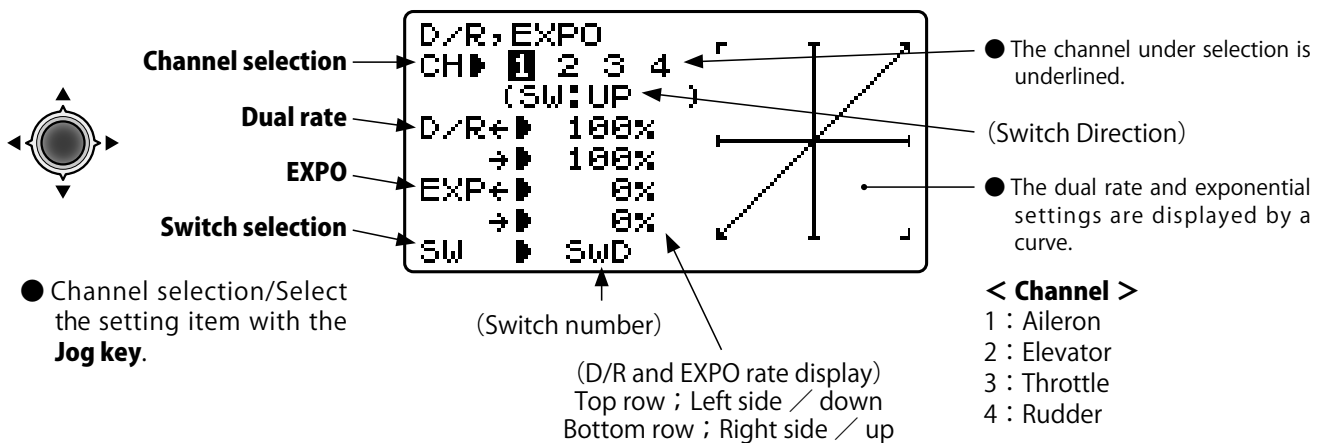 D/R,EXPO
CH▶ 1 2 3 4
(SW:UP )
D/R←▶ 100%
→▶ 100%
EXP←▶ 0%
→▶ 0%
SW ▶ SwD
Channel selection
Dual rate
EXPO
Switch selection
● Channel selection/Select
the setting item with the
Jog key.
(Switch number)
(D/R and EXPO rate display)
Top row ; Left side / down
Bottom row ; Right side / up
● The channel under selection is
underlined.
(Switch Direction)
● The dual rate and exponential
settings are displayed by a
curve.
< Channel >
1 : Aileron
2 : Elevator
3 : Throttle
4 : Rudder